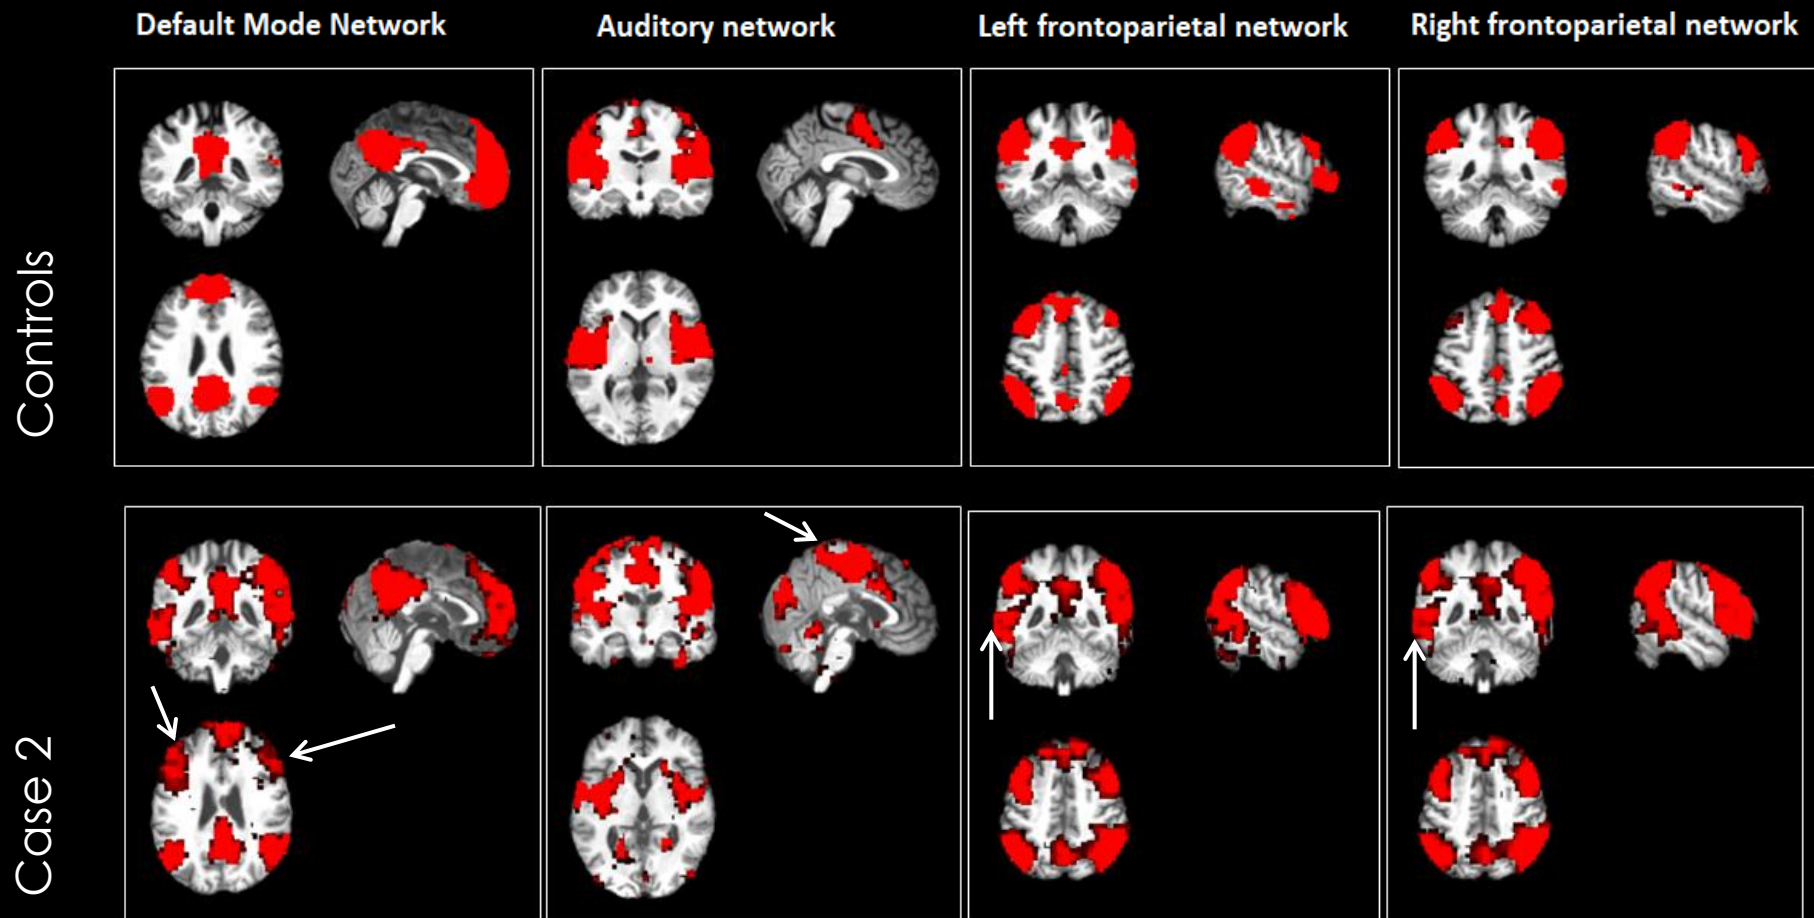 Default Mode Network
Auditory network
Left frontoparietal network
Right frontoparietal network
Controls
Case 2